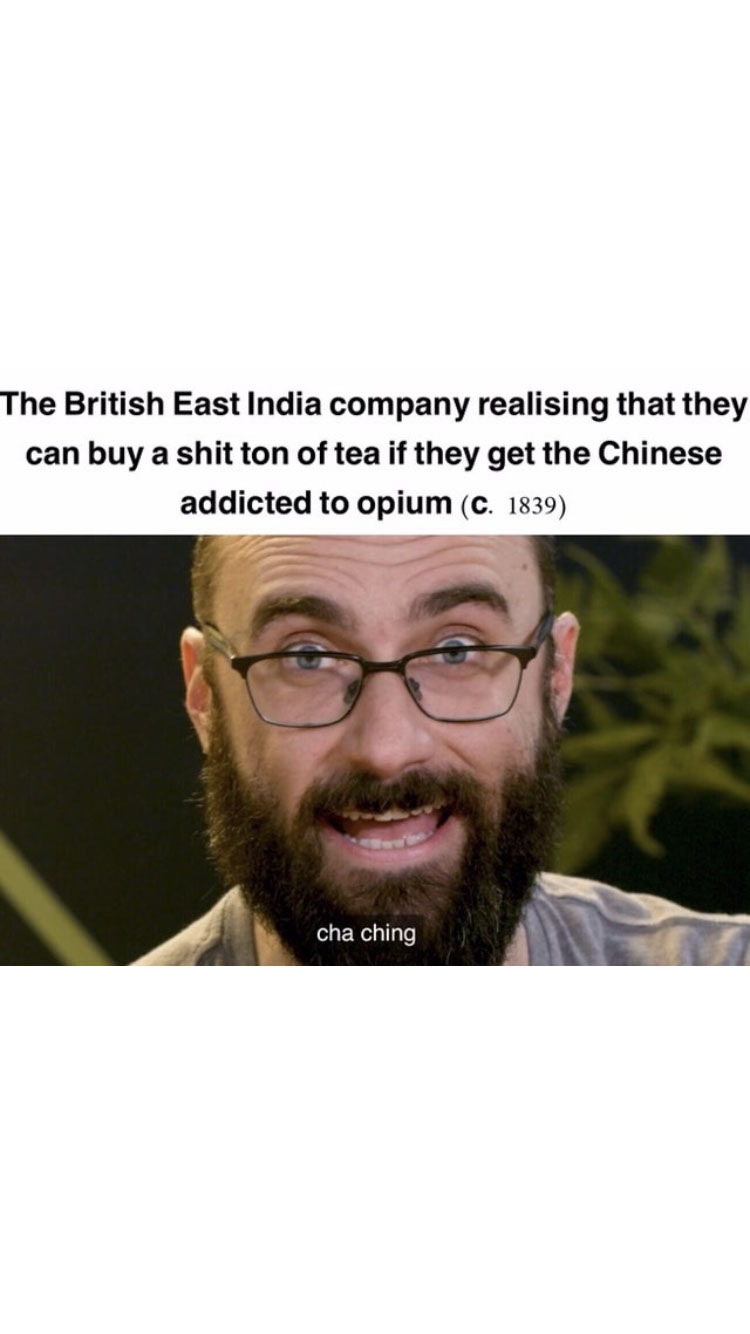 The British East India company realising that they
can buy a shit ton of tea if they get the Chinese
addicted to opium (c. 1839)
cha ching